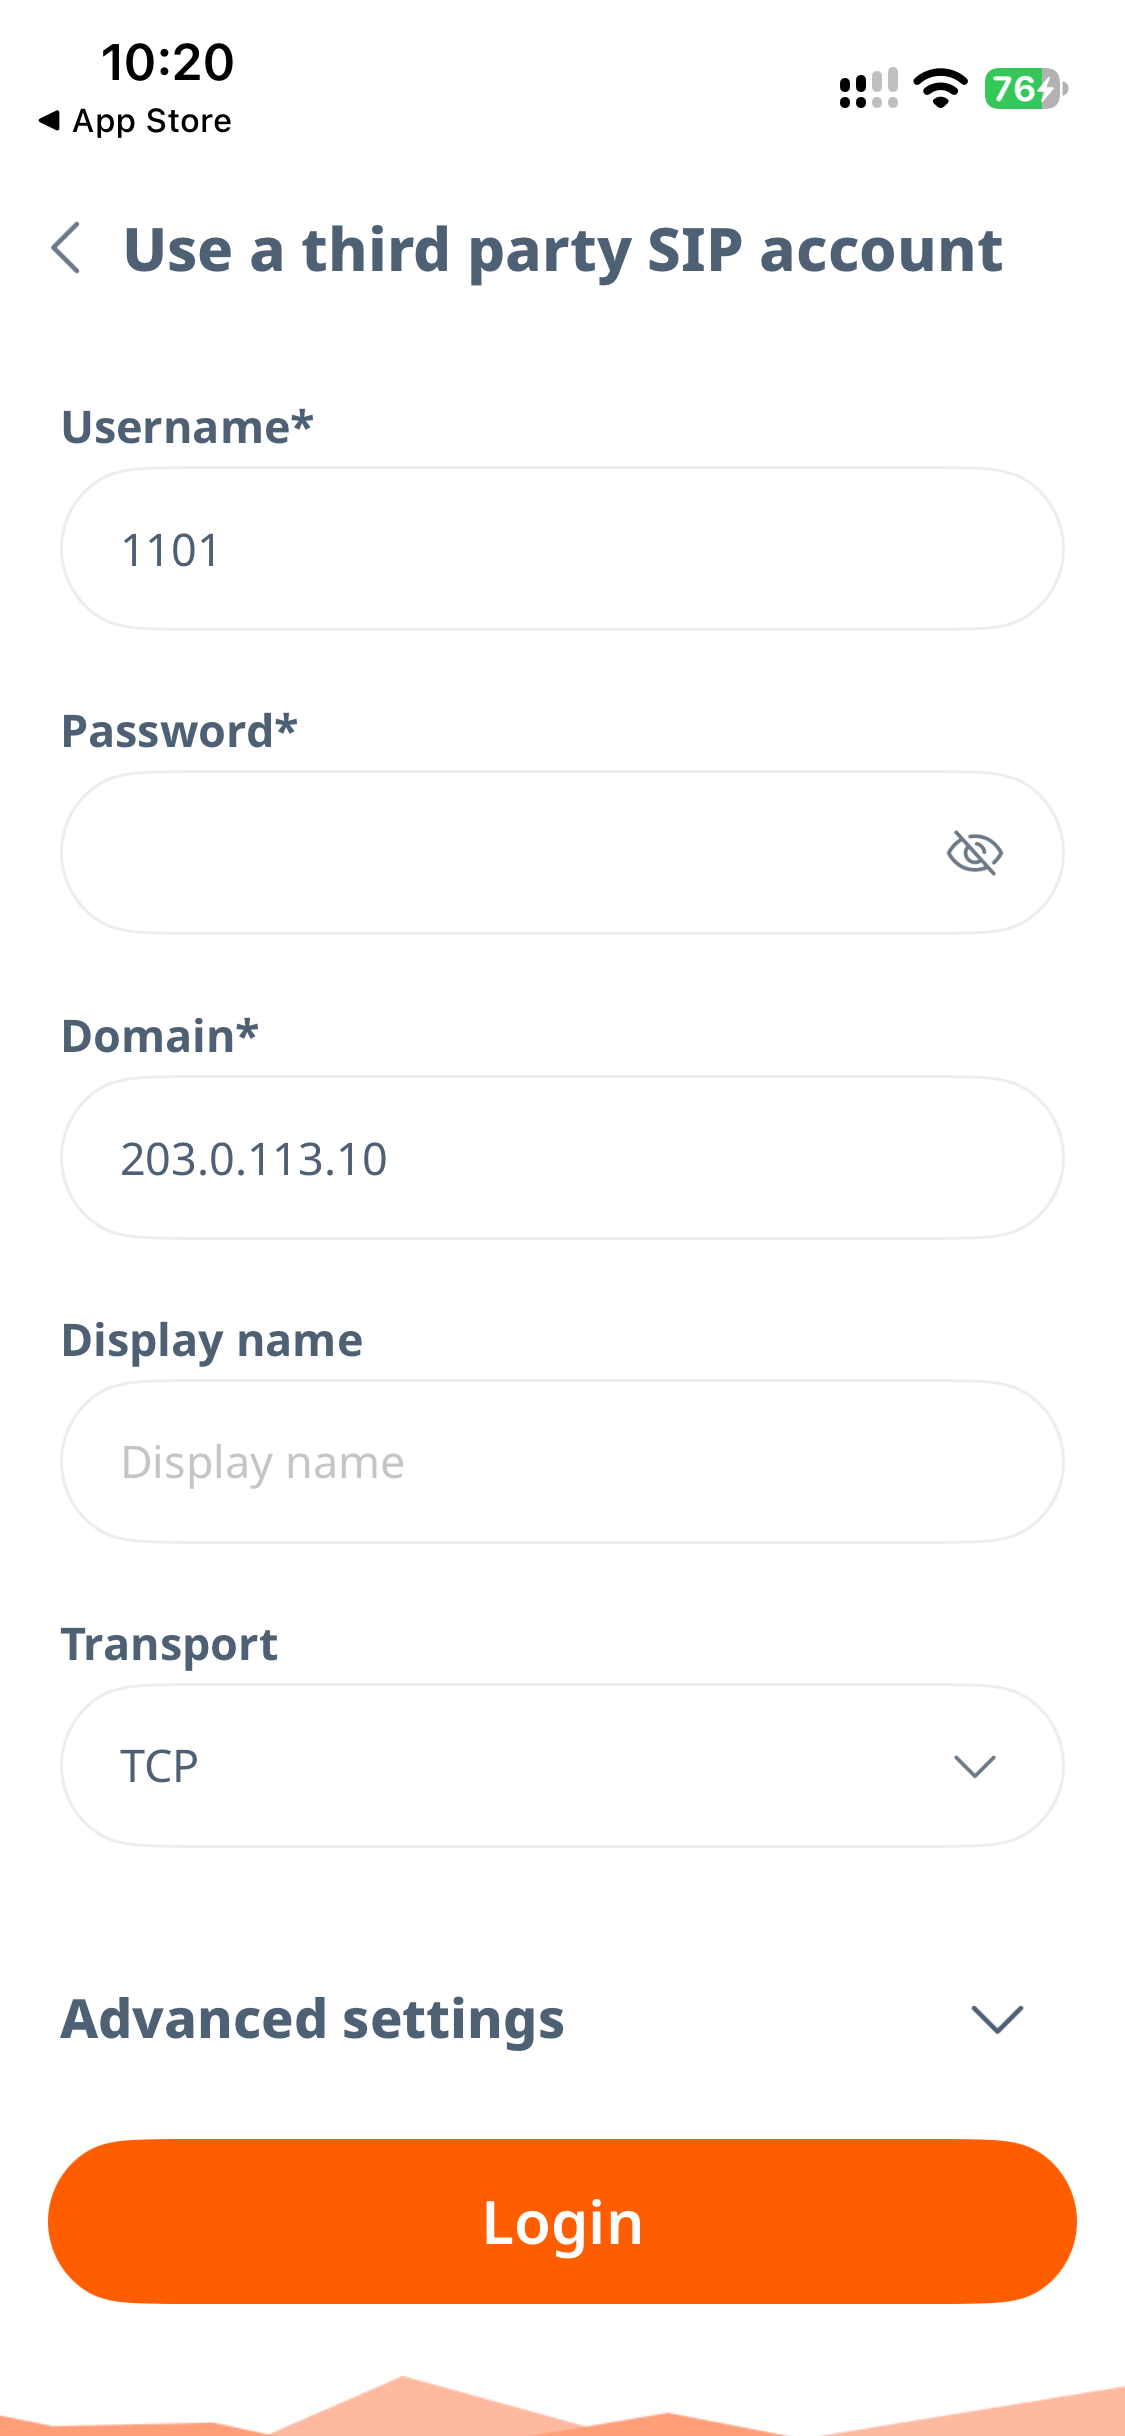 10:20
76
◀ App Store
Use a third party SIP account
Username*
1101
Password*
Domain*
203.0.113.10
Display name
Display name
Transport
TCP
Advanced settings
Login